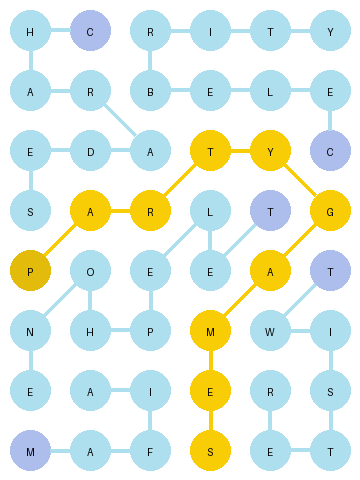 H C R I T Y
A R B E L E
E D A T Y C
S A R L T G
P O E E A T
N H P M W I
E A I E R S
M A F S E T